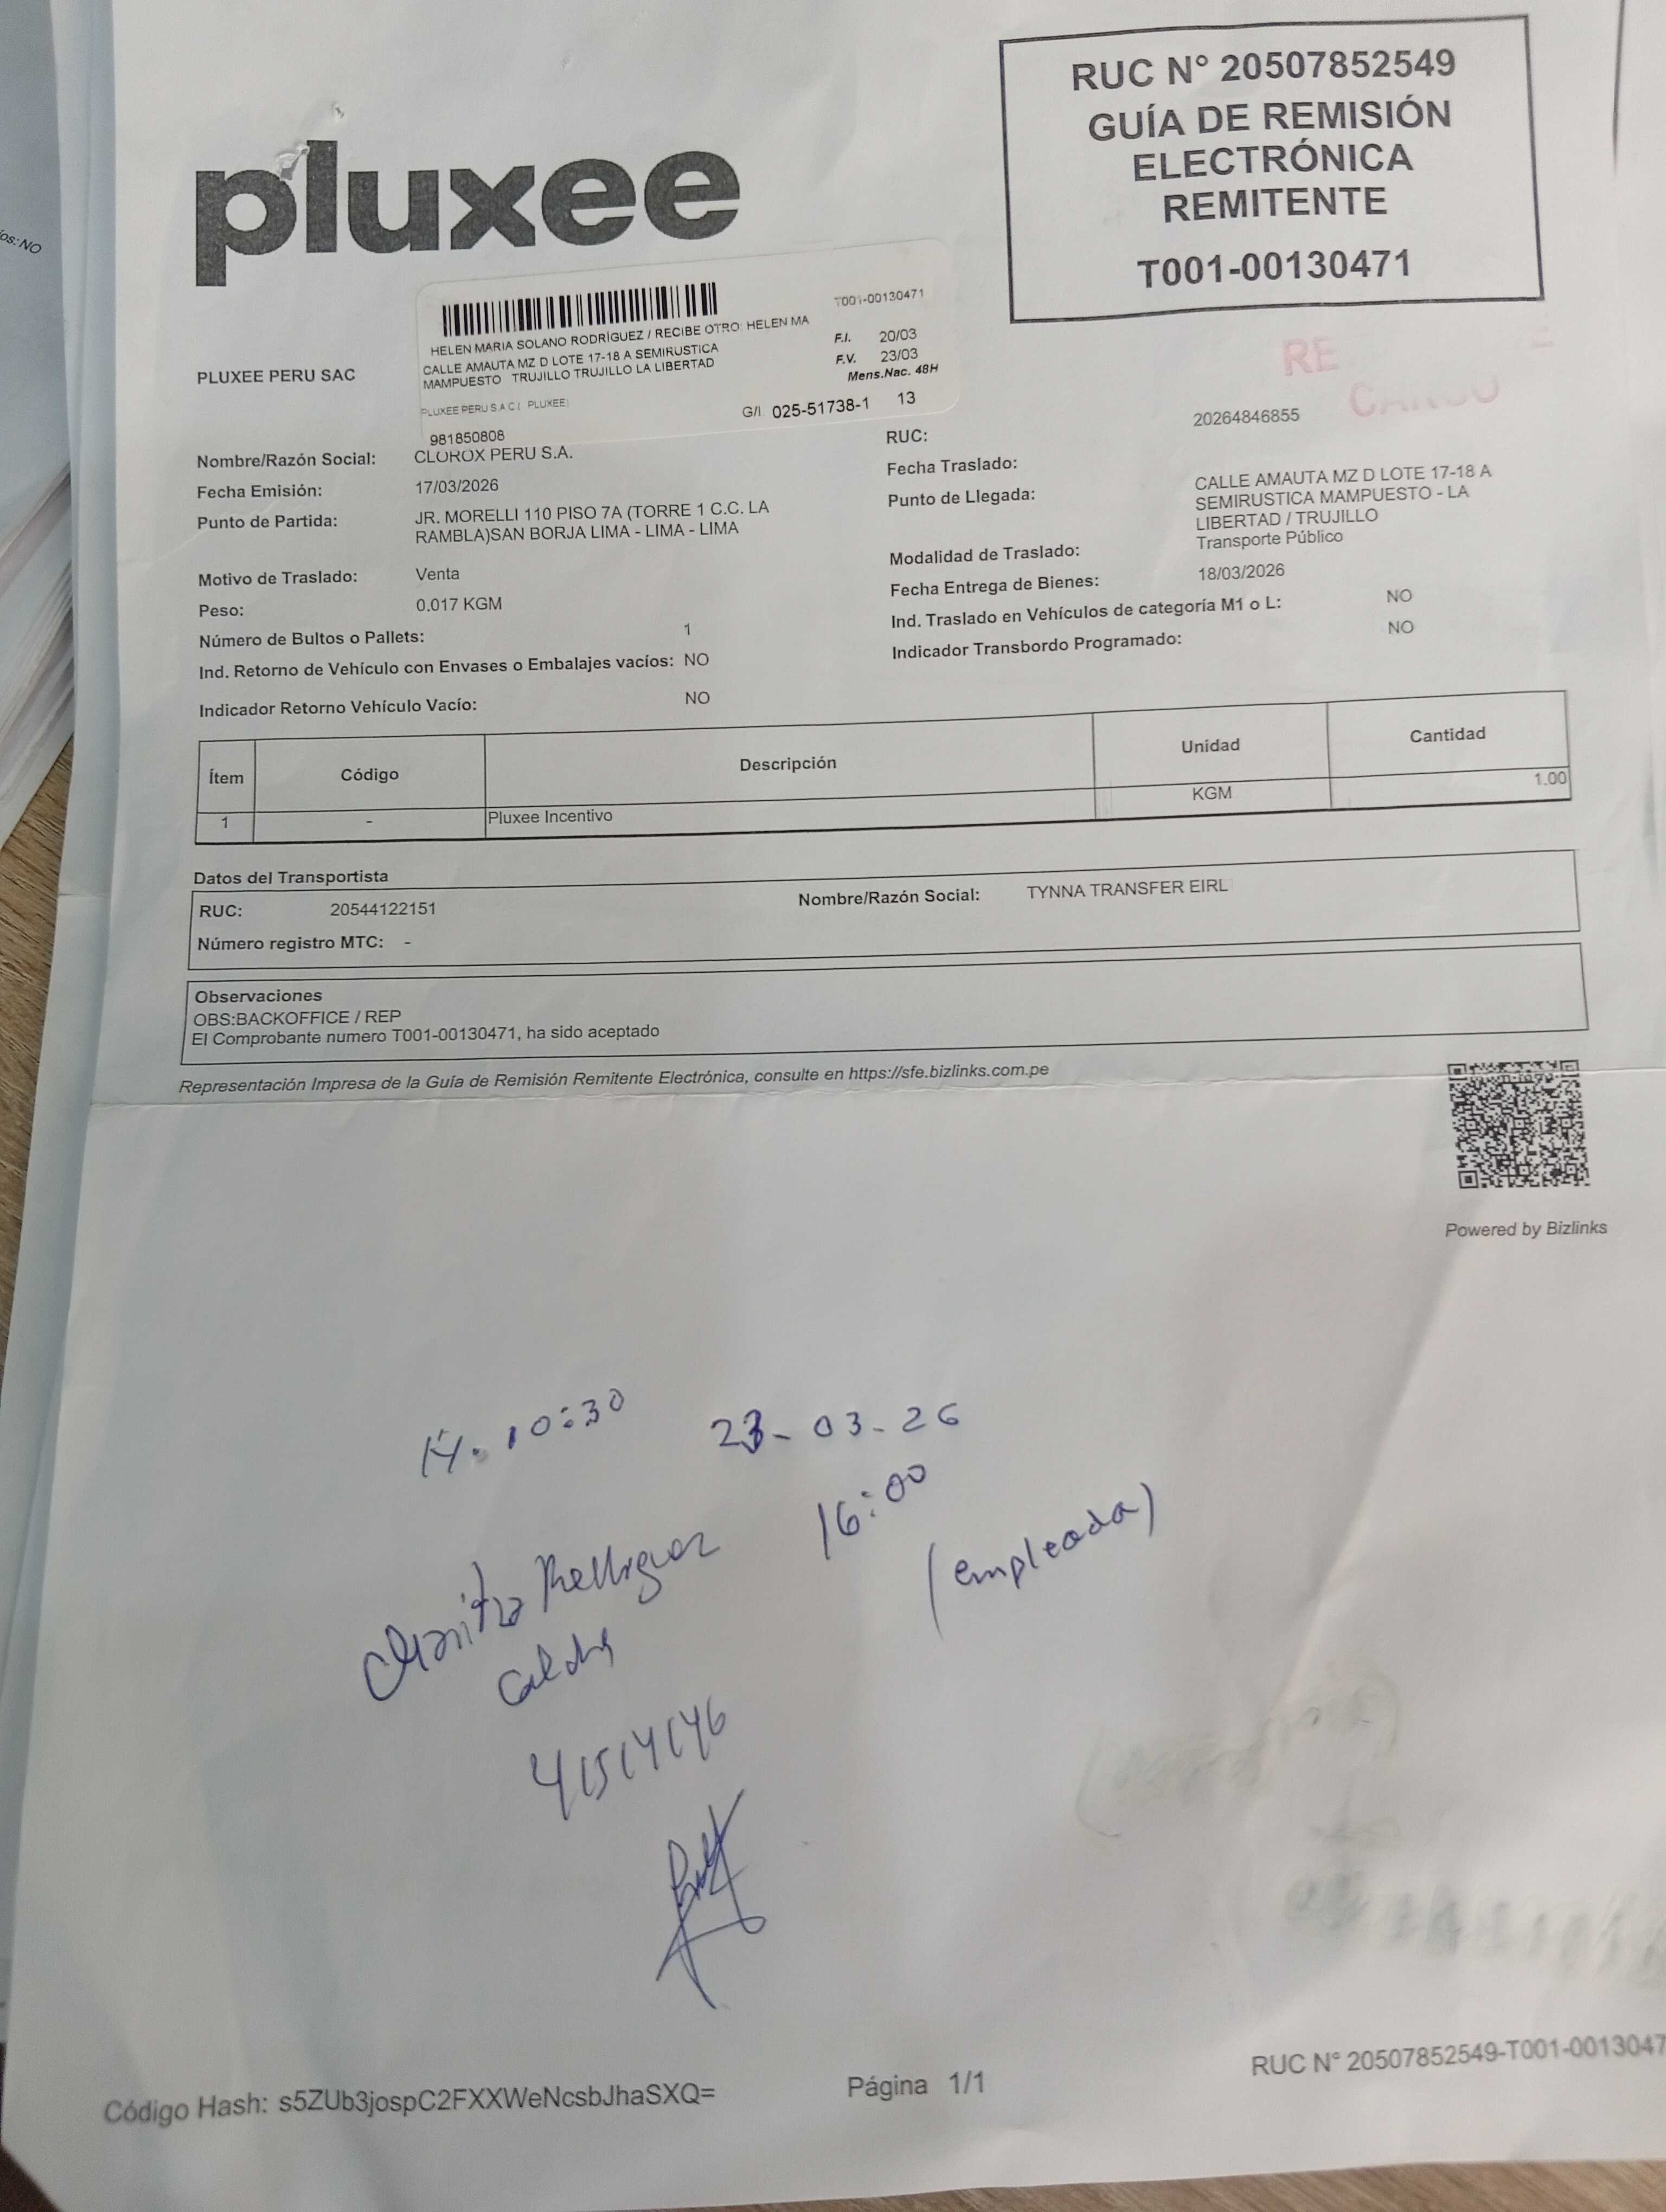 os: NO
pluxee
RUC N° 20507852549
GUÍA DE REMISIÓN
ELECTRÓNICA
REMITENTE
T001-00130471
T001-00130471
HELEN MARIA SOLANO RODRÍGUEZ / RECIBE OTRO: HELEN MA
F.I. 20/03
CALLE AMAUTA MZ D LOTE 17-18 A SEMIRUSTICA
F.V. 23/03
MAMPUESTO TRUJILLO TRUJILLO LA LIBERTAD
Mens.Nac. 48H
PLUXEE PERU S.A.C ( PLUXEE)
G/I 025-51738-1 13
981850808
RE
PLUXEE PERU SAC
Nombre/Razón Social: CLOROX PERU S.A.
RUC: 20264846855
Fecha Emisión: 17/03/2026
Fecha Traslado:
Punto de Partida: JR. MORELLI 110 PISO 7A (TORRE 1 C.C. LA
RAMBLA)SAN BORJA LIMA - LIMA - LIMA
Punto de Llegada: CALLE AMAUTA MZ D LOTE 17-18 A
SEMIRUSTICA MAMPUESTO - LA
LIBERTAD / TRUJILLO
Motivo de Traslado: Venta
Modalidad de Traslado: Transporte Público
Peso: 0.017 KGM
Fecha Entrega de Bienes: 18/03/2026
Número de Bultos o Pallets: 1
Ind. Traslado en Vehículos de categoría M1 o L: NO
Ind. Retorno de Vehículo con Envases o Embalajes vacíos: NO
Indicador Transbordo Programado: NO
Indicador Retorno Vehículo Vacío: NO
Ítem Código Descripción Unidad Cantidad
1 - Pluxee Incentivo KGM 1.00
Datos del Transportista
RUC: 20544122151 Nombre/Razón Social: TYNNA TRANSFER EIRL
Número registro MTC: -
Observaciones
OBS:BACKOFFICE / REP
El Comprobante numero T001-00130471, ha sido aceptado
Representación Impresa de la Guía de Remisión Remitente Electrónica, consulte en https://sfe.bizlinks.com.pe
Powered by Bizlinks
10:30 23-03-26
16:00
(empleada)
Código Hash: s5ZUb3jospC2FXXWeNcsbJhaSXQ=
Página 1/1
RUC N° 20507852549-T001-0013047